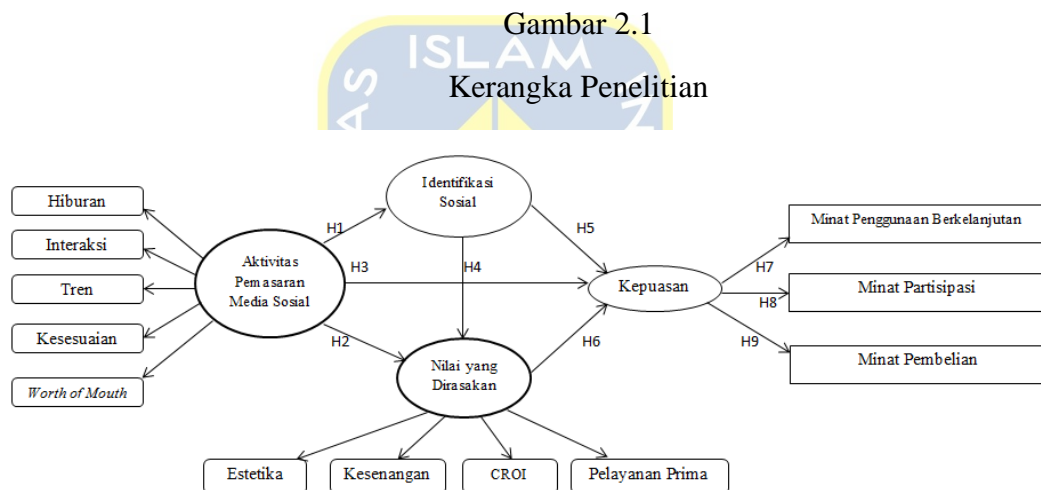 Gambar 2.1
ISLAM
AS
N
Kerangka Penelitian
Hiburan
Interaksi
Tren
Kesesuaian
Worth of Mouth
Aktivitas
Pemasaran
Media Sosial
H1
H3
H2
Identifikasi
Sosial
H4
Nilai yang
Dirasakan
H5
H6
Kepuasan
H7
H8
H9
Minat Penggunaan Berkelanjutan
Minat Partisipasi
Minat Pembelian
Estetika
Kesenangan
CROI
Pelayanan Prima